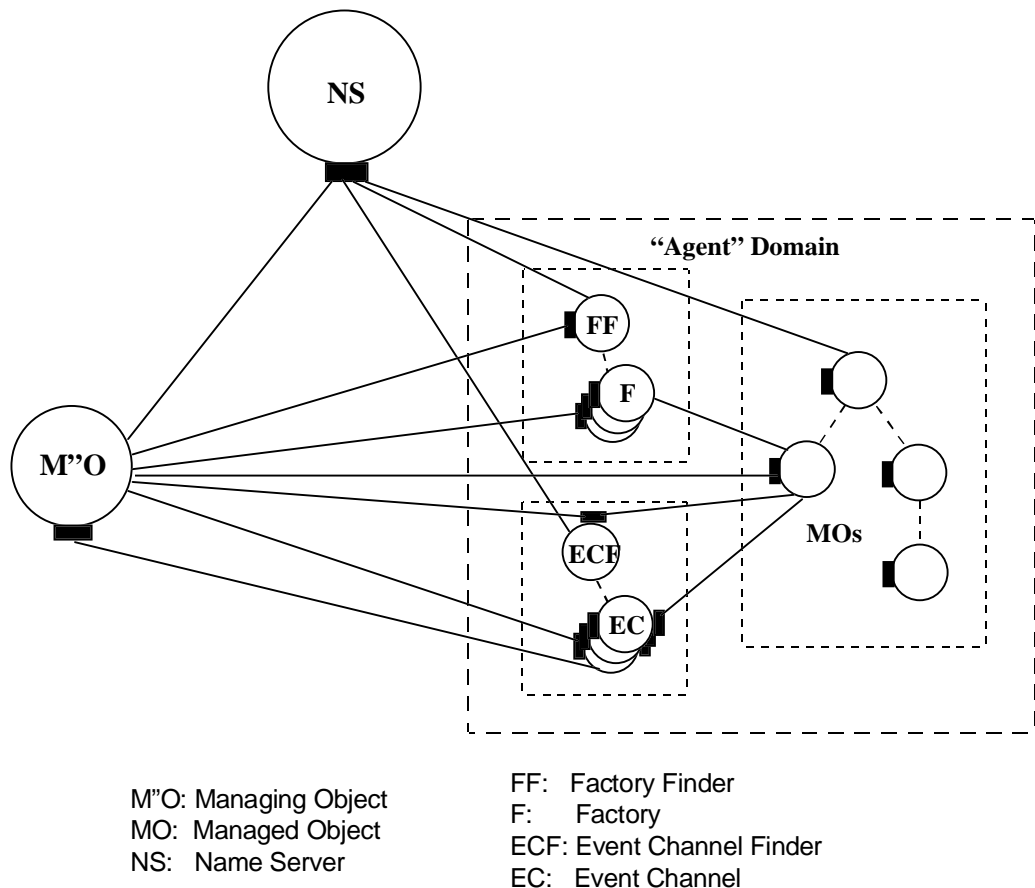 NS
“Agent” Domain
FF
F
M”O
ECF
MOs
EC
M”O: Managing Object
MO: Managed Object
NS: Name Server
FF: Factory Finder
F: Factory
ECF: Event Channel Finder
EC: Event Channel